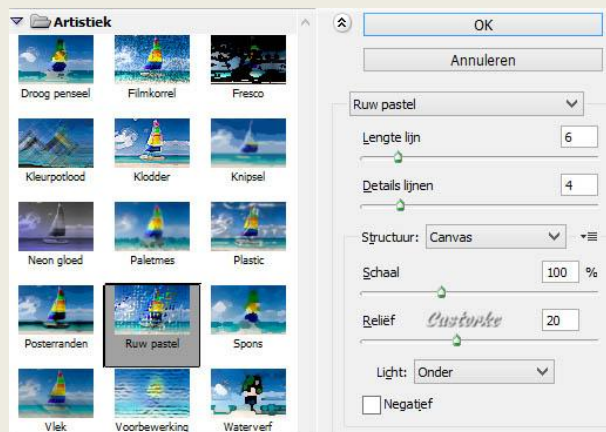 Artistiek
Droog penseel Filmkorrel Fresco
Kleurpotlood Klodder Knipsel
Neon gloed Paletmes Plastic
Posterranden Ruw pastel Spons
Vlek Voorbewerking Waterverf
OK
Annuleren
Ruw pastel
Lengte lijn 6
Details lijnen 4
Structuur: Canvas
Schaal 100 %
Reliëf Custorke 20
Light: Onder
Negatief